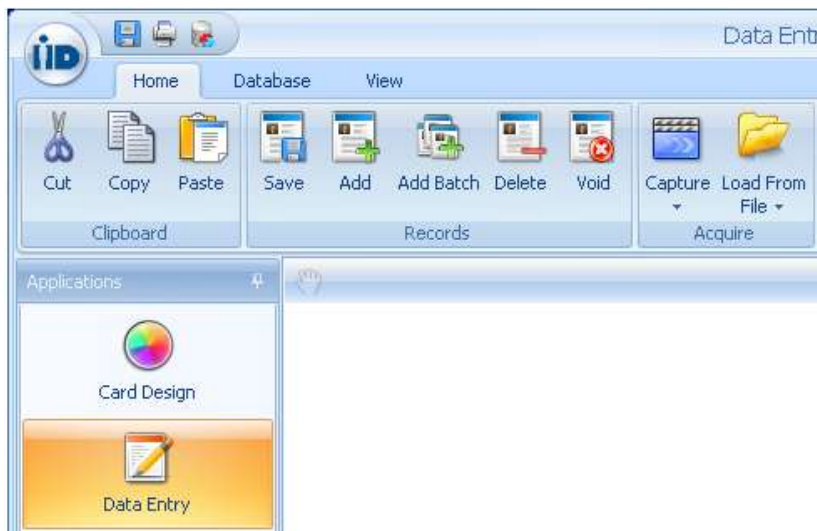 iiD
Data Entr
Home Database View
Cut Copy Paste Save Add Add Batch Delete Void Capture Load From
File
Clipboard Records Acquire
Applications
Card Design
Data Entry